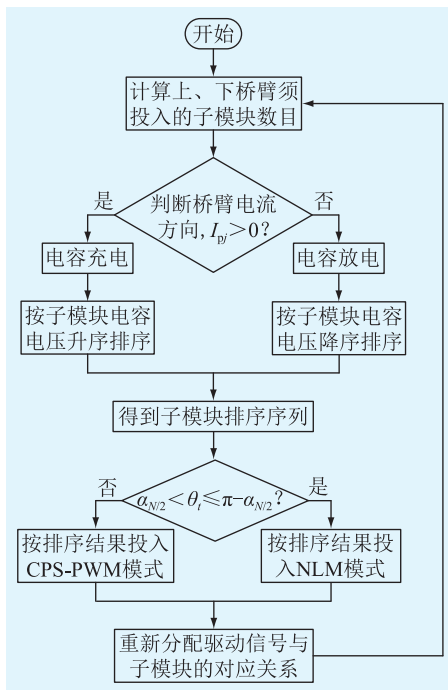 开始
计算上、下桥臂须
投入的子模块数目
是
判断桥臂电流
方向, I_{pj}>0?
否
电容充电
电容放电
按子模块电容
电压升序排序
按子模块电容
电压降序排序
得到子模块排序序列
否
α_{N/2}<θ_t≤π-α_{N/2}?
是
按排序结果投入
CPS-PWM模式
按排序结果投
入NLM模式
重新分配驱动信号与
子模块的对应关系